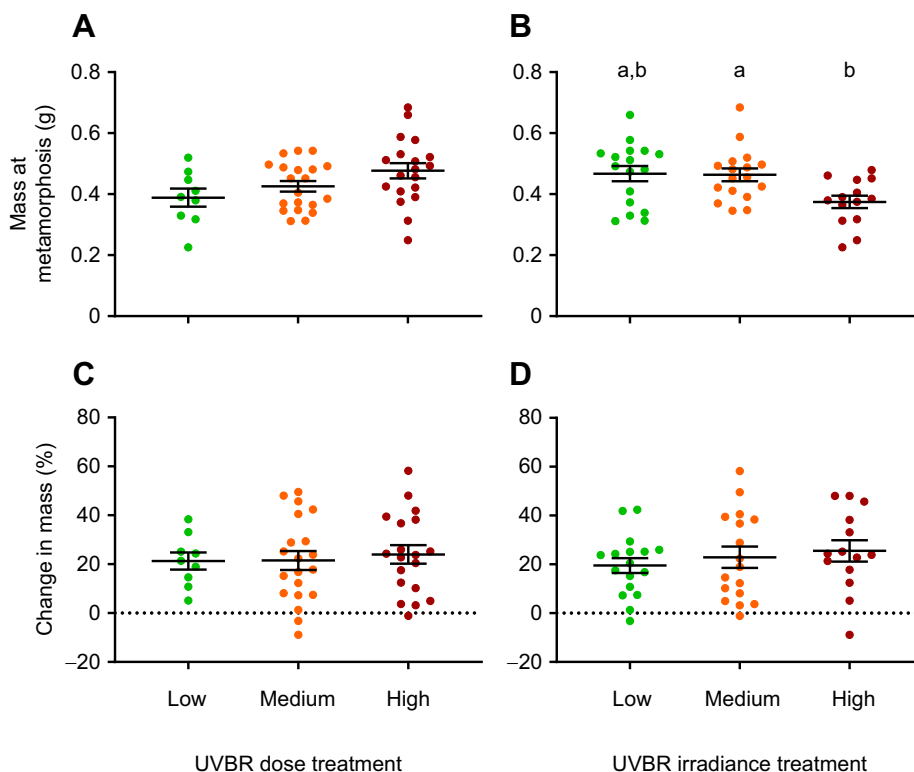 A
B
Mass at
metamorphosis (g)
0.8
0.6
0.4
0.2
0
0.8
0.6
0.4
0.2
0
a,b
a
b
C
D
Change in mass (%)
80
60
40
20
0
–20
80
60
40
20
0
–20
Low Medium High
Low Medium High
UVBR dose treatment
UVBR irradiance treatment